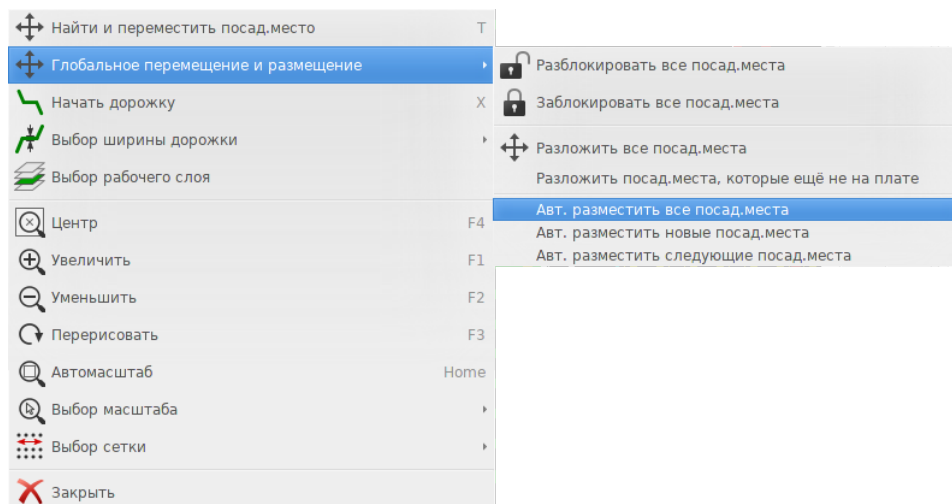 Найти и переместить посад.место T
Глобальное перемещение и размещение
Начать дорожку X
Выбор ширины дорожки
Выбор рабочего слоя
Центр F4
Увеличить F1
Уменьшить F2
Перерисовать F3
Автомасштаб Home
Выбор масштаба
Выбор сетки
Закрыть
Разблокировать все посад.места
Заблокировать все посад.места
Разложить все посад.места
Разложить посад.места, которые ещё не на плате
Авт. разместить все посад.места
Авт. разместить новые посад.места
Авт. разместить следующие посад.места